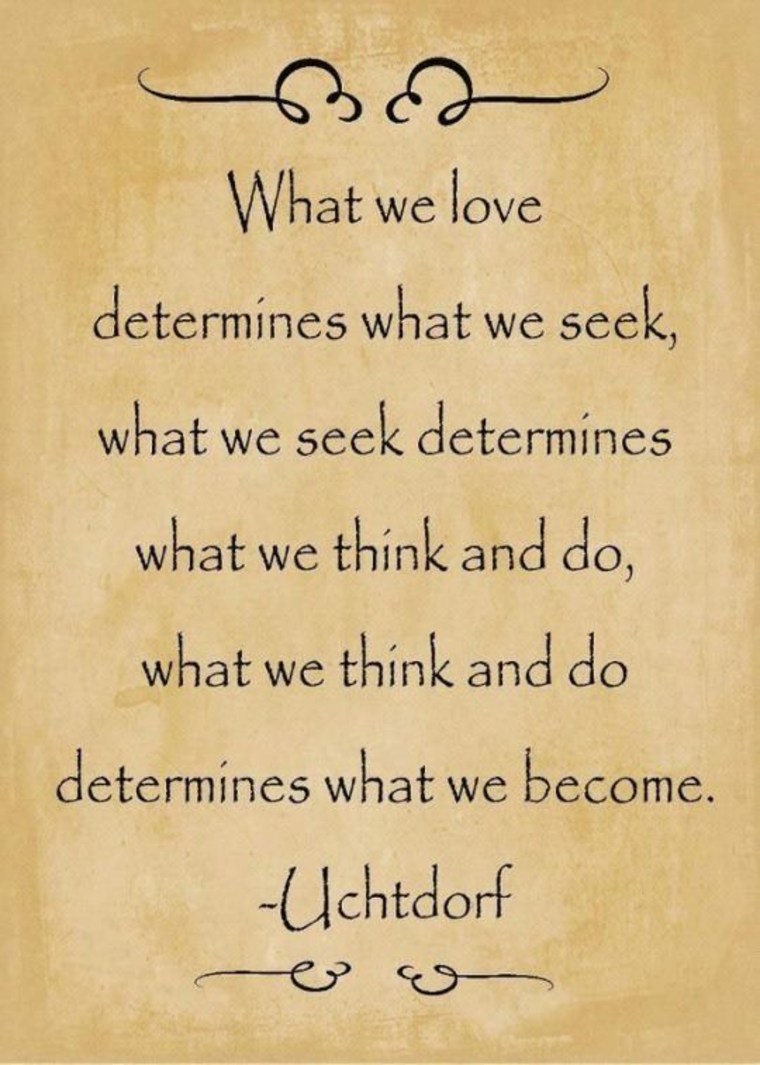 What we love
determines what we seek,
what we seek determines
what we think and do,
what we think and do
determines what we become.
-Uchtdorf